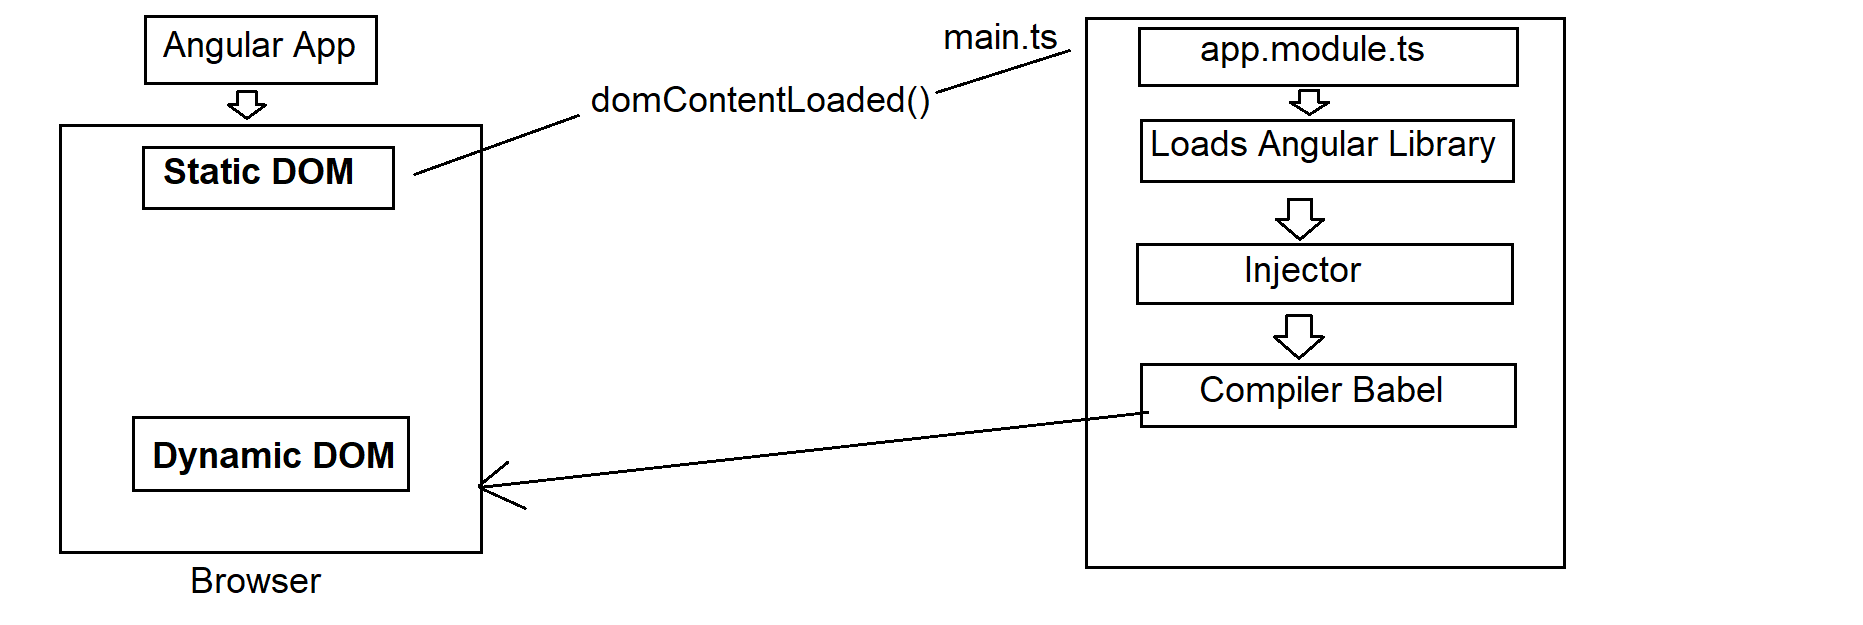 Angular App
Static DOM
Dynamic DOM
Browser
domContentLoaded()
main.ts
app.module.ts
Loads Angular Library
Injector
Compiler Babel